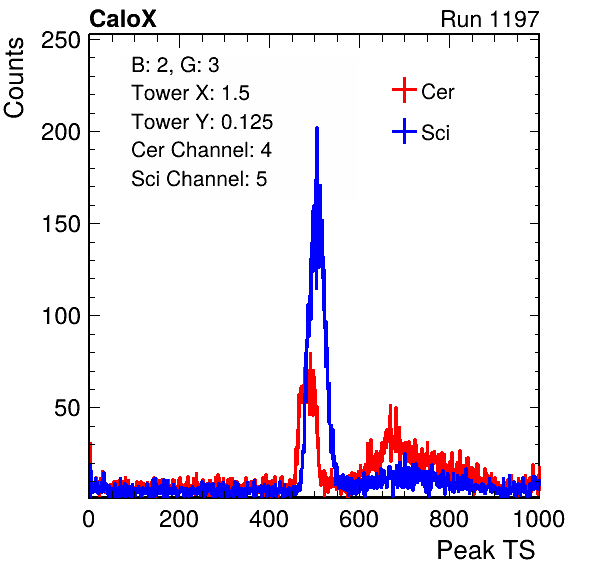 CaloX Run 1197
Counts
250
200
150
100
50
B: 2, G: 3
Tower X: 1.5
Tower Y: 0.125
Cer Channel: 4
Sci Channel: 5
Cer
Sci
0 200 400 600 800 1000
Peak TS